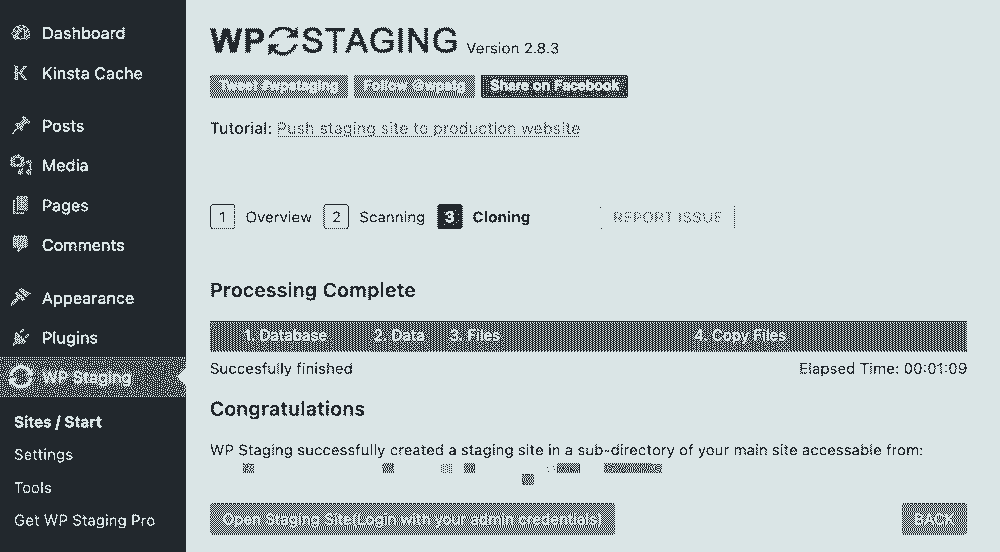 Dashboard
Kinsta Cache
Posts
Media
Pages
Comments
Appearance
Plugins
WP Staging
Sites / Start
Settings
Tools
Get WP Staging Pro
WP STAGING Version 2.8.3
Tweet #wpstaging Follow @wpstg Share on Facebook
Tutorial: Push staging site to production website
1 Overview 2 Scanning 3 Cloning REPORT ISSUE
Processing Complete
1. Database 2. Data 3. Files 4. Copy Files
Succesfully finished Elapsed Time: 00:01:09
Congratulations
WP Staging successfully created a staging site in a sub-directory of your main site accessable from:
Open Staging Site(Login with your admin credentials) BACK